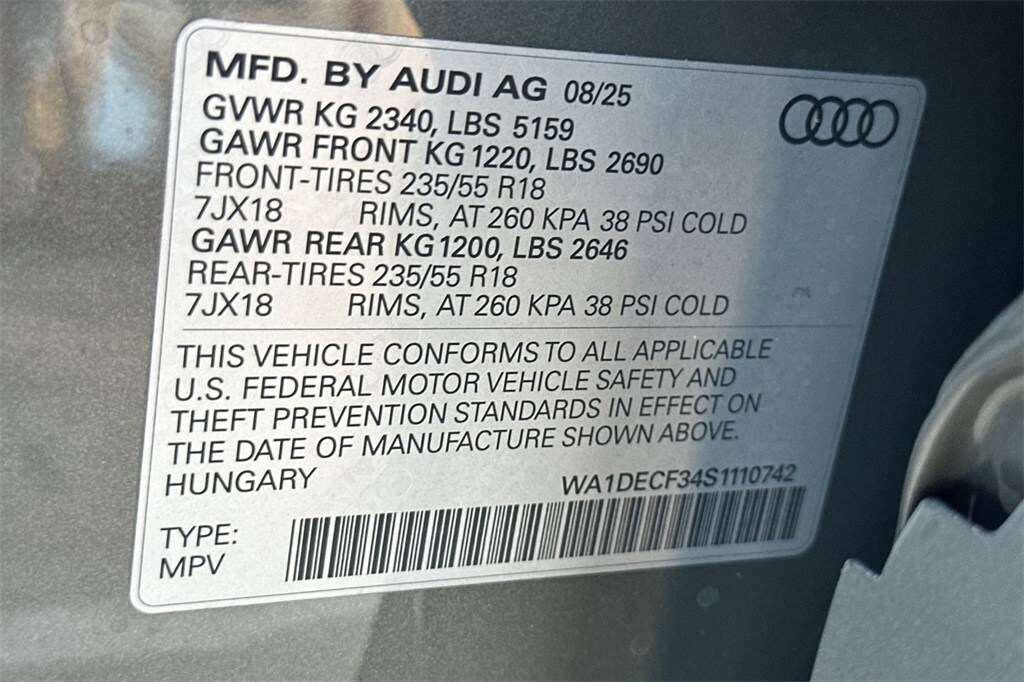 MFD. BY AUDI AG 08/25
GVWR KG 2340, LBS 5159
GAWR FRONT KG 1220, LBS 2690
FRONT-TIRES 235/55 R18
7JX18 RIMS, AT 260 KPA 38 PSI COLD
GAWR REAR KG 1200, LBS 2646
REAR-TIRES 235/55 R18
7JX18 RIMS, AT 260 KPA 38 PSI COLD
THIS VEHICLE CONFORMS TO ALL APPLICABLE
U.S. FEDERAL MOTOR VEHICLE SAFETY AND
THEFT PREVENTION STANDARDS IN EFFECT ON
THE DATE OF MANUFACTURE SHOWN ABOVE.
HUNGARY
WA1DECF34S1110742
TYPE:
MPV